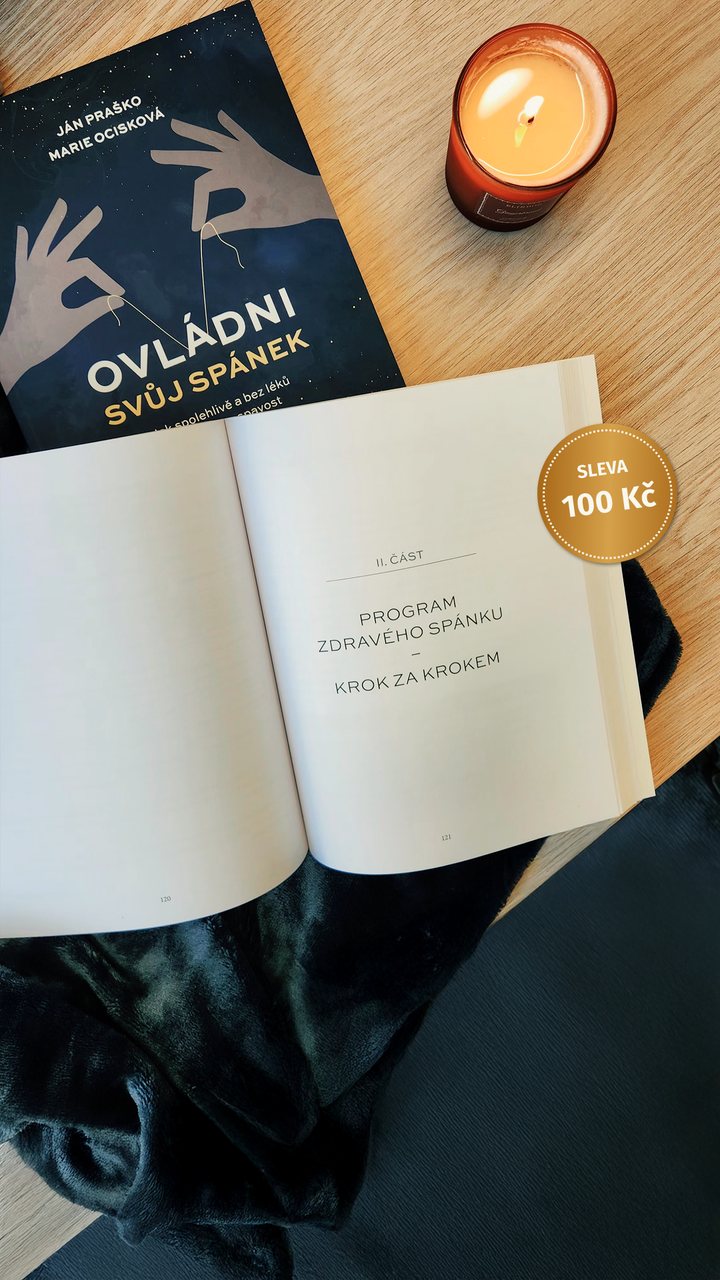 JÁN PRAŠKO
MARIE OCISKOVÁ
OVLÁDNI
SVŮJ SPÁNEK
spolehlivě a bez léků
SLEVA
100 Kč
II. ČÁST
PROGRAM
ZDRAVÉHO SPÁNKU
–
KROK ZA KROKEM
120
121